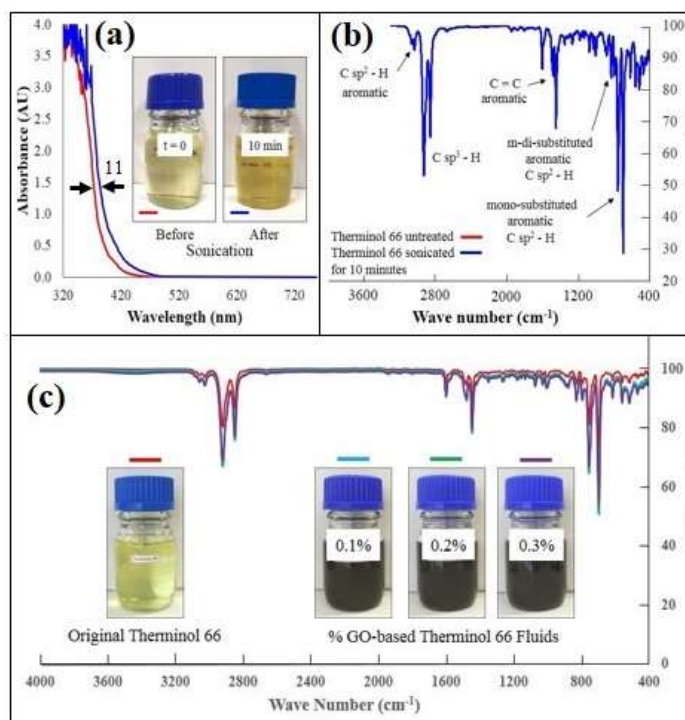 (a)
4.0
3.5
3.0
2.5
2.0
1.5
1.0
0.5
0.0
Absorbance (AU)
11
t = 0
10 min
Before
After
Sonication
320
420
520
620
720
Wavelength (nm)
(b)
100
90
80
70
60
50
40
30
20
C sp² - H
aromatic
C sp³ - H
C = C
aromatic
m-di-substituted
aromatic
C sp² - H
mono-substituted
aromatic
C sp² - H
Therminol 66 untreated
Therminol 66 sonicated
for 10 minutes
3600
2800
2000
1200
400
Wave number (cm⁻¹)
(c)
100
80
60
40
20
0
0.1%
0.2%
0.3%
Original Therminol 66
% GO-based Therminol 66 Fluids
4000
3600
2800
2000
1600
1200
800
400
Wave Number (cm⁻¹)